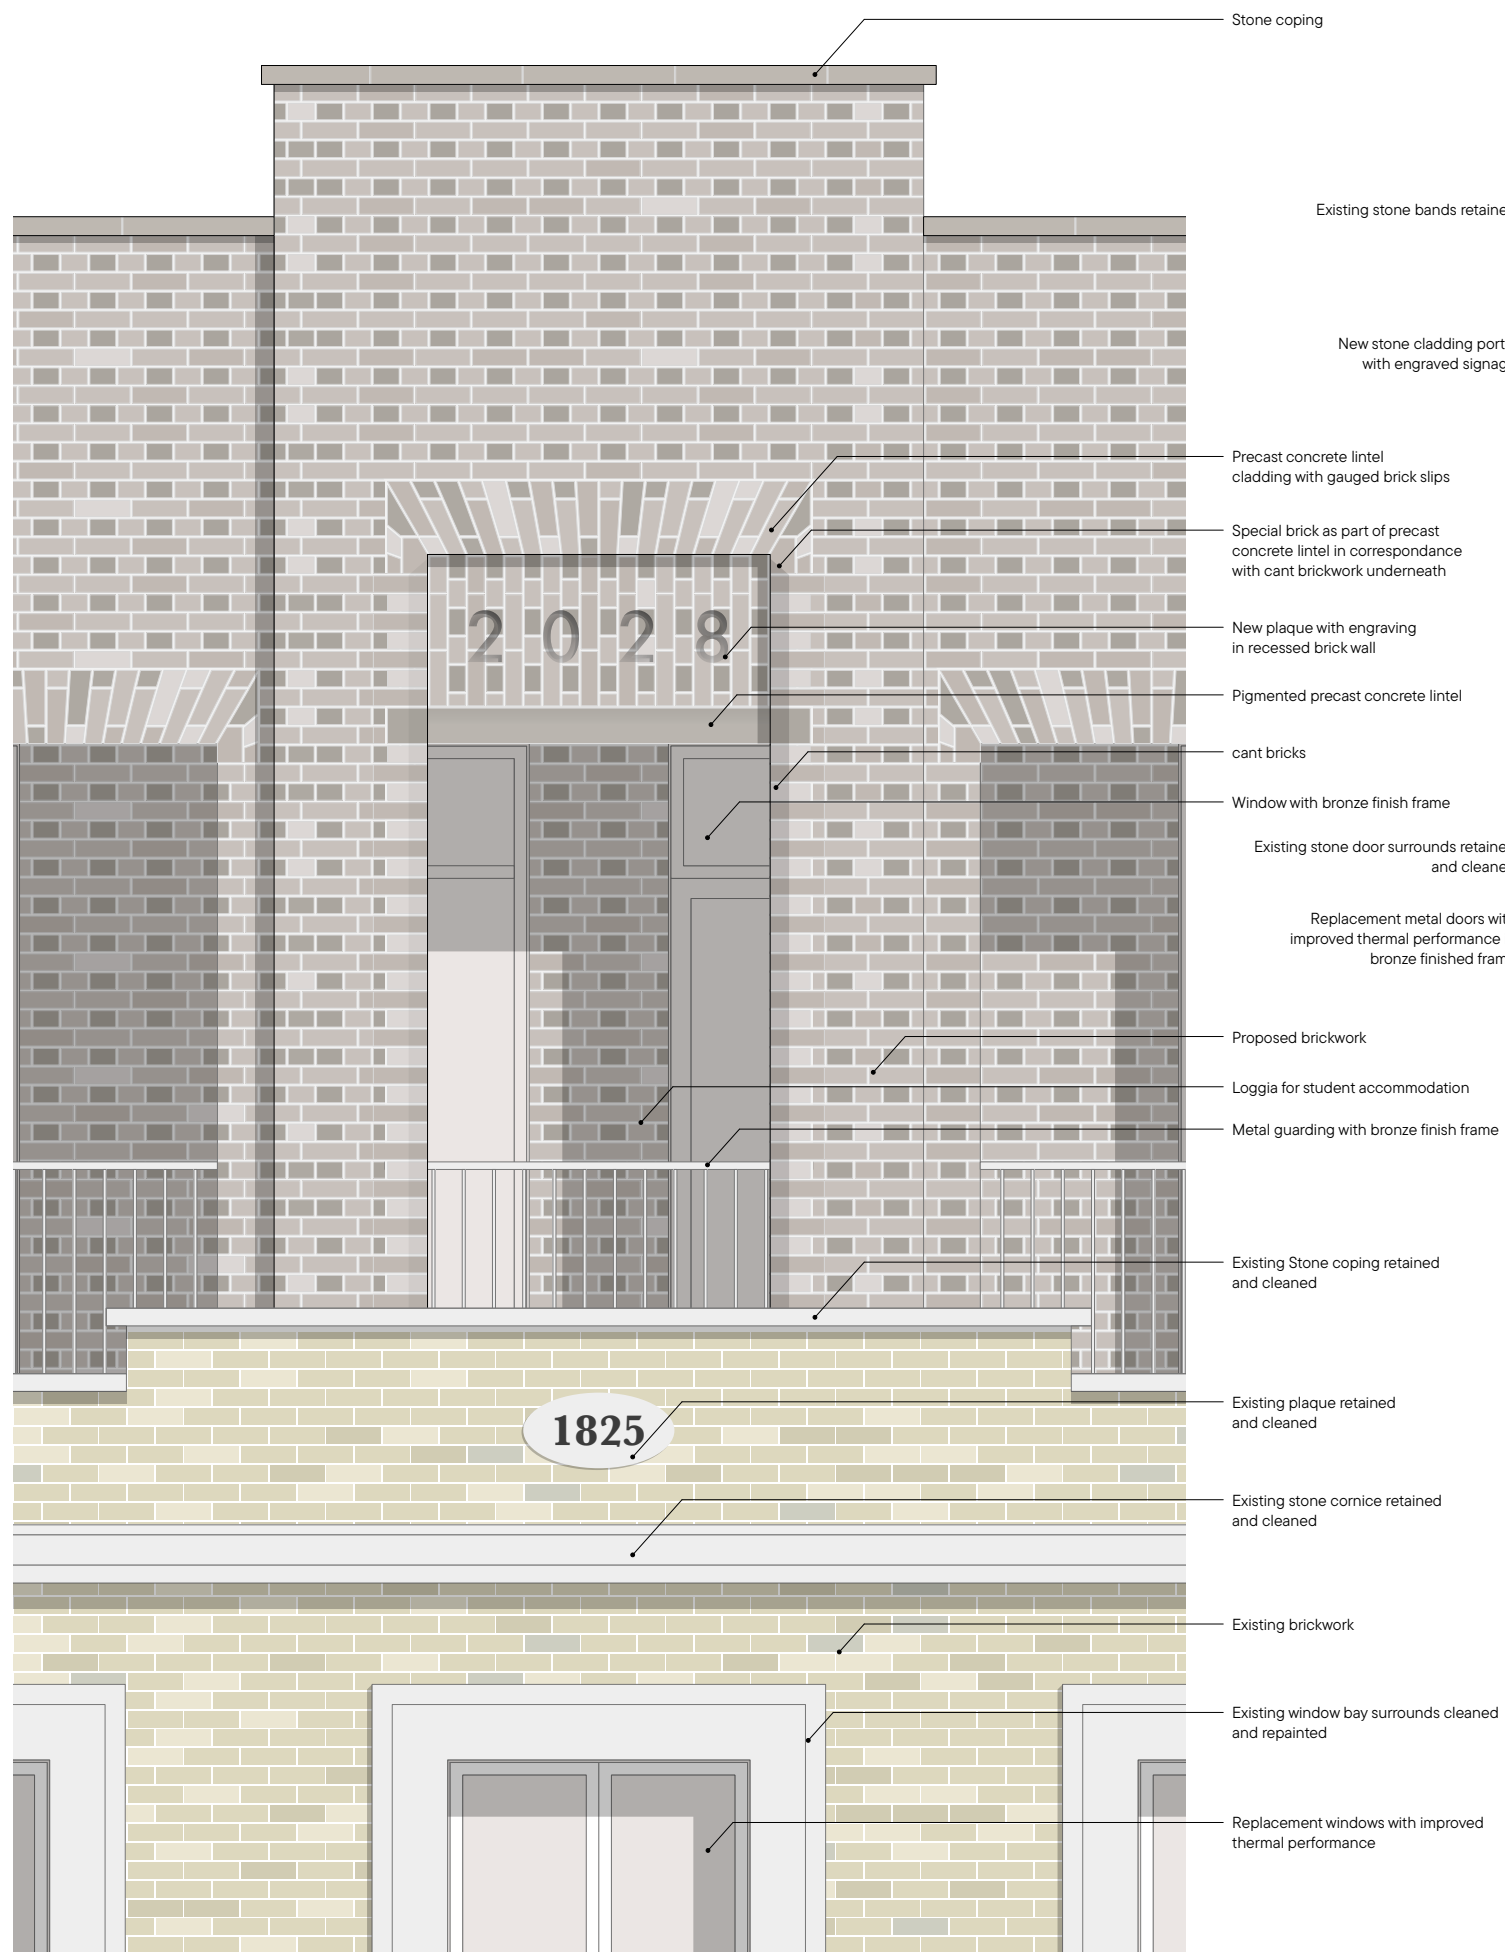 Stone coping
Existing stone bands retaine
New stone cladding port
with engraved signag
Precast concrete lintel
cladding with gauged brick slips
Special brick as part of precast
concrete lintel in correspondance
with cant brickwork underneath
2028
New plaque with engraving
in recessed brick wall
Pigmented precast concrete lintel
cant bricks
Window with bronze finish frame
Existing stone door surrounds retaine
and cleane
Replacement metal doors wit
improved thermal performance
bronze finished fram
Proposed brickwork
Loggia for student accommodation
Metal guarding with bronze finish frame
Existing Stone coping retained
and cleaned
Existing plaque retained
and cleaned
1825
Existing stone cornice retained
and cleaned
Existing brickwork
Existing window bay surrounds cleaned
and repainted
Replacement windows with improved
thermal performance